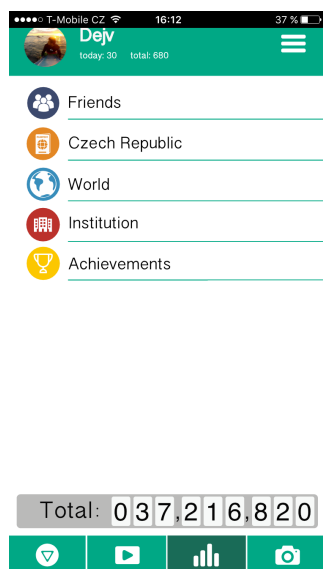 T-Mobile CZ 16:12 37 %
Dejv
today: 30 total: 680
Friends
Czech Republic
World
Institution
Achievements
Total: 037,216,820